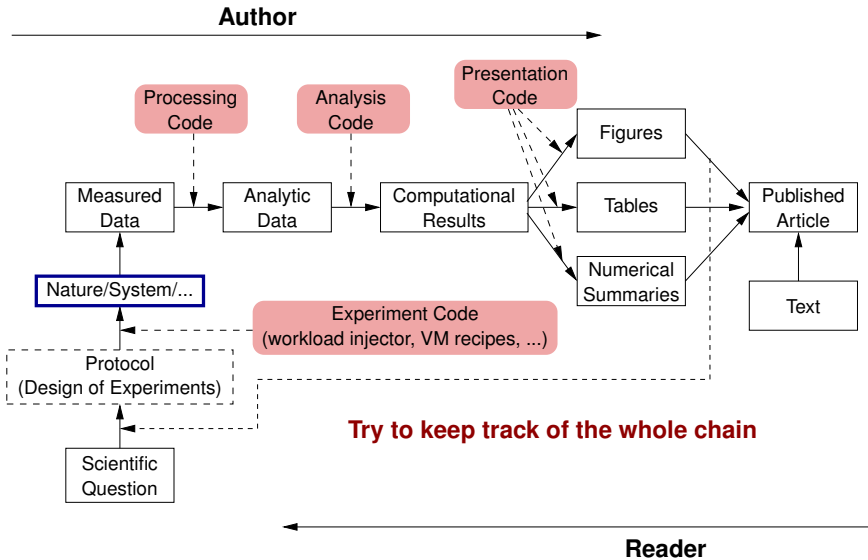 Author
Processing
Code
Analysis
Code
Presentation
Code
Figures
Measured
Data
Analytic
Data
Computational
Results
Tables
Published
Article
Numerical
Summaries
Nature/System/...
Text
Experiment Code
(workload injector, VM recipes, ...)
Protocol
(Design of Experiments)
Try to keep track of the whole chain
Scientific
Question
Reader